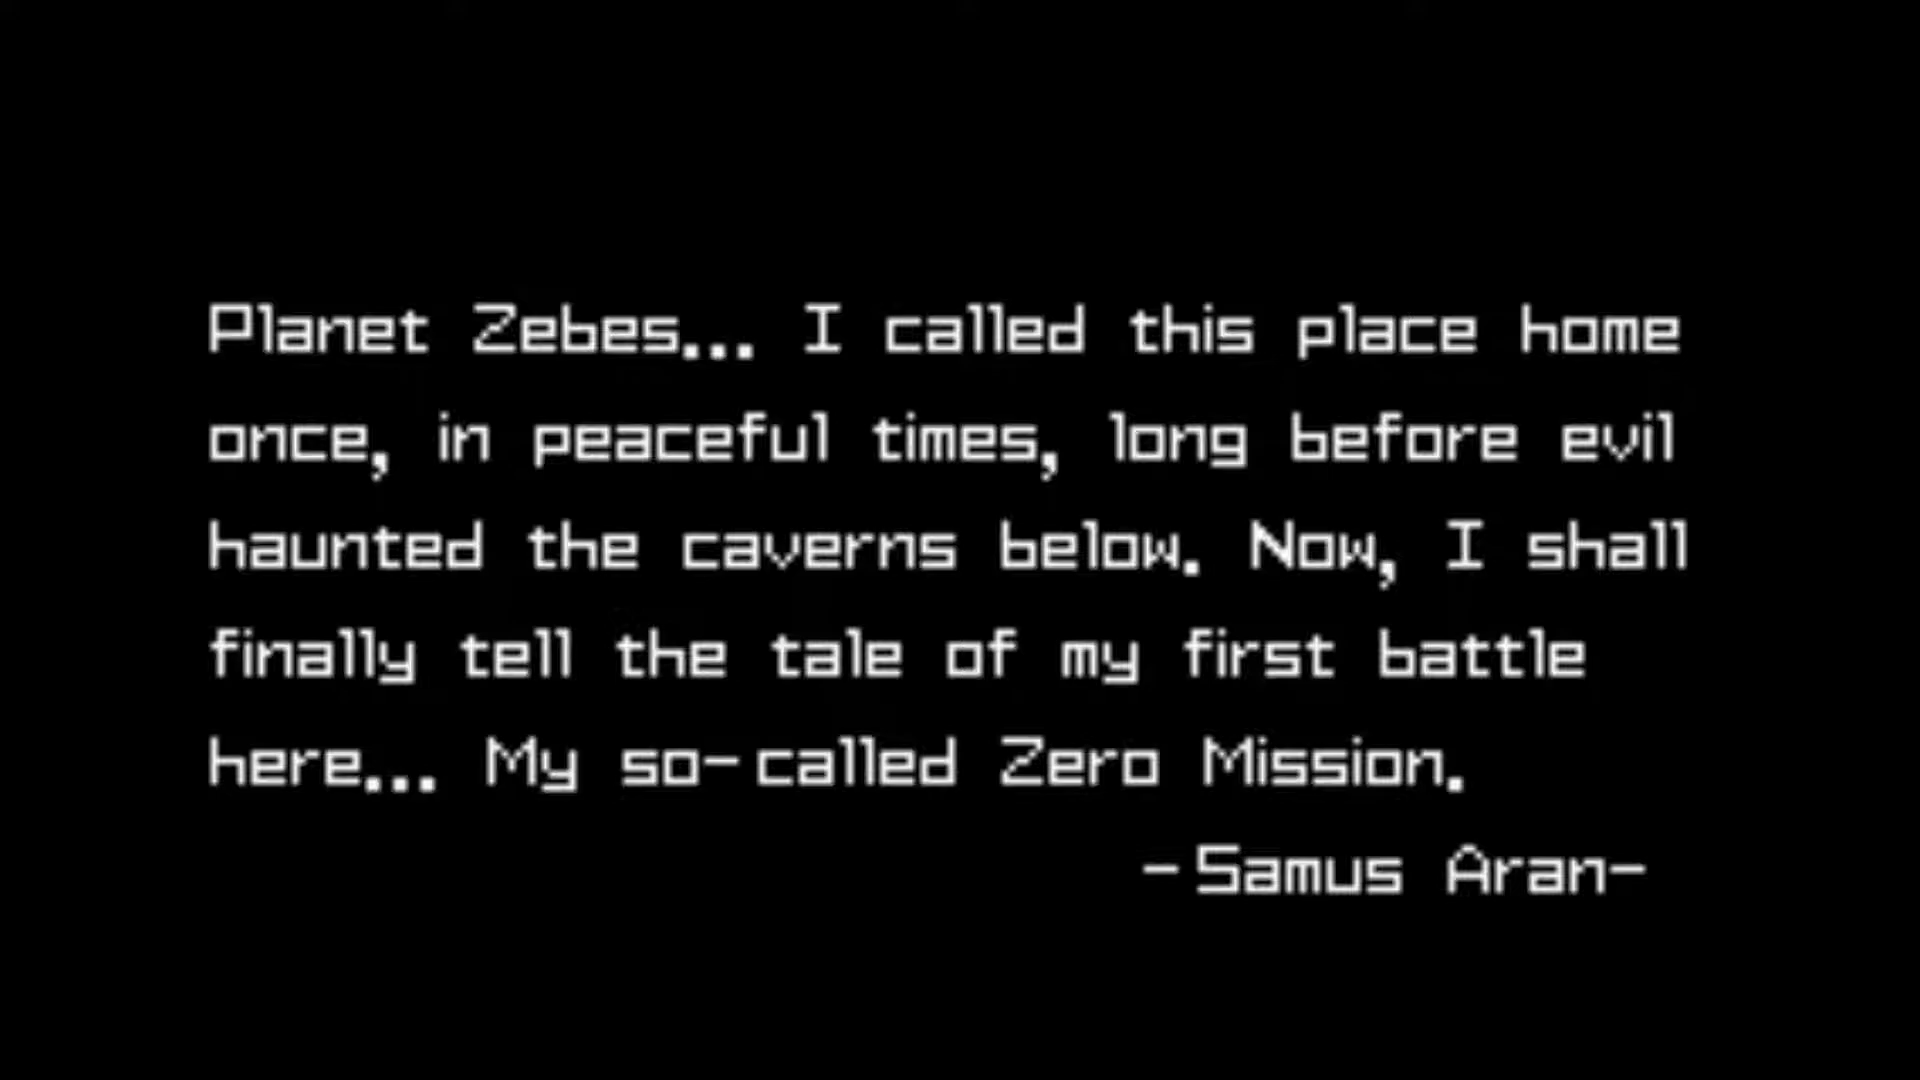 Planet Zebes... I called this place home
once, in peaceful times, long before evil
haunted the caverns below. Now, I shall
finally tell the tale of my first battle
here... My so-called Zero Mission.
-Samus Aran-